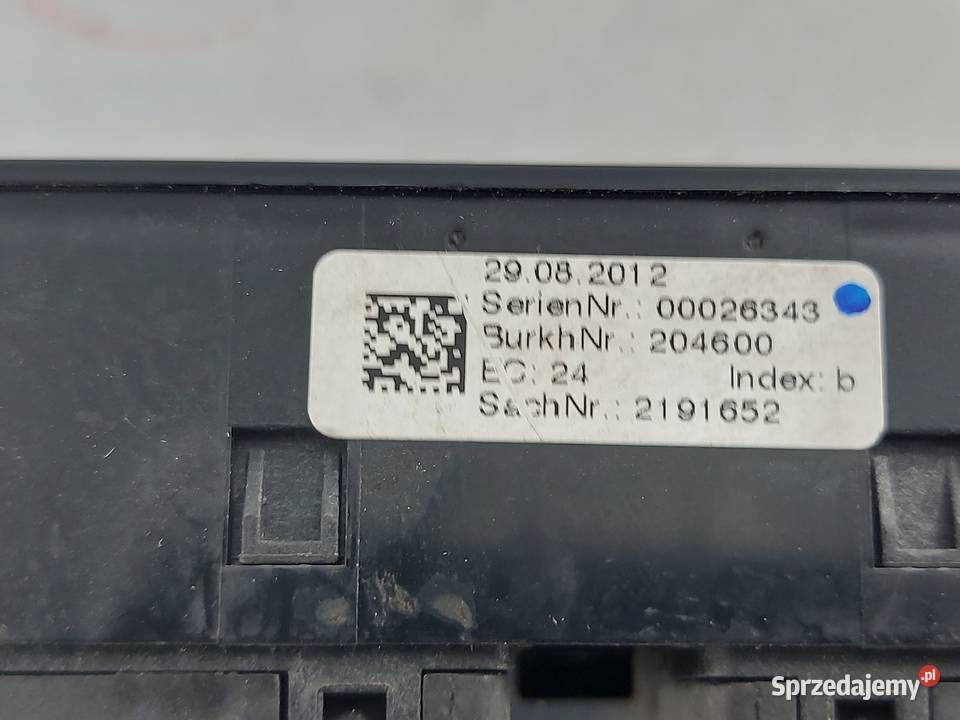 29.08.2012
SerienNr.: 00026343
BurkhNr.: 204600
EC: 24 Index: b
SachNr.: 2191652
Sprzedajemy.pl